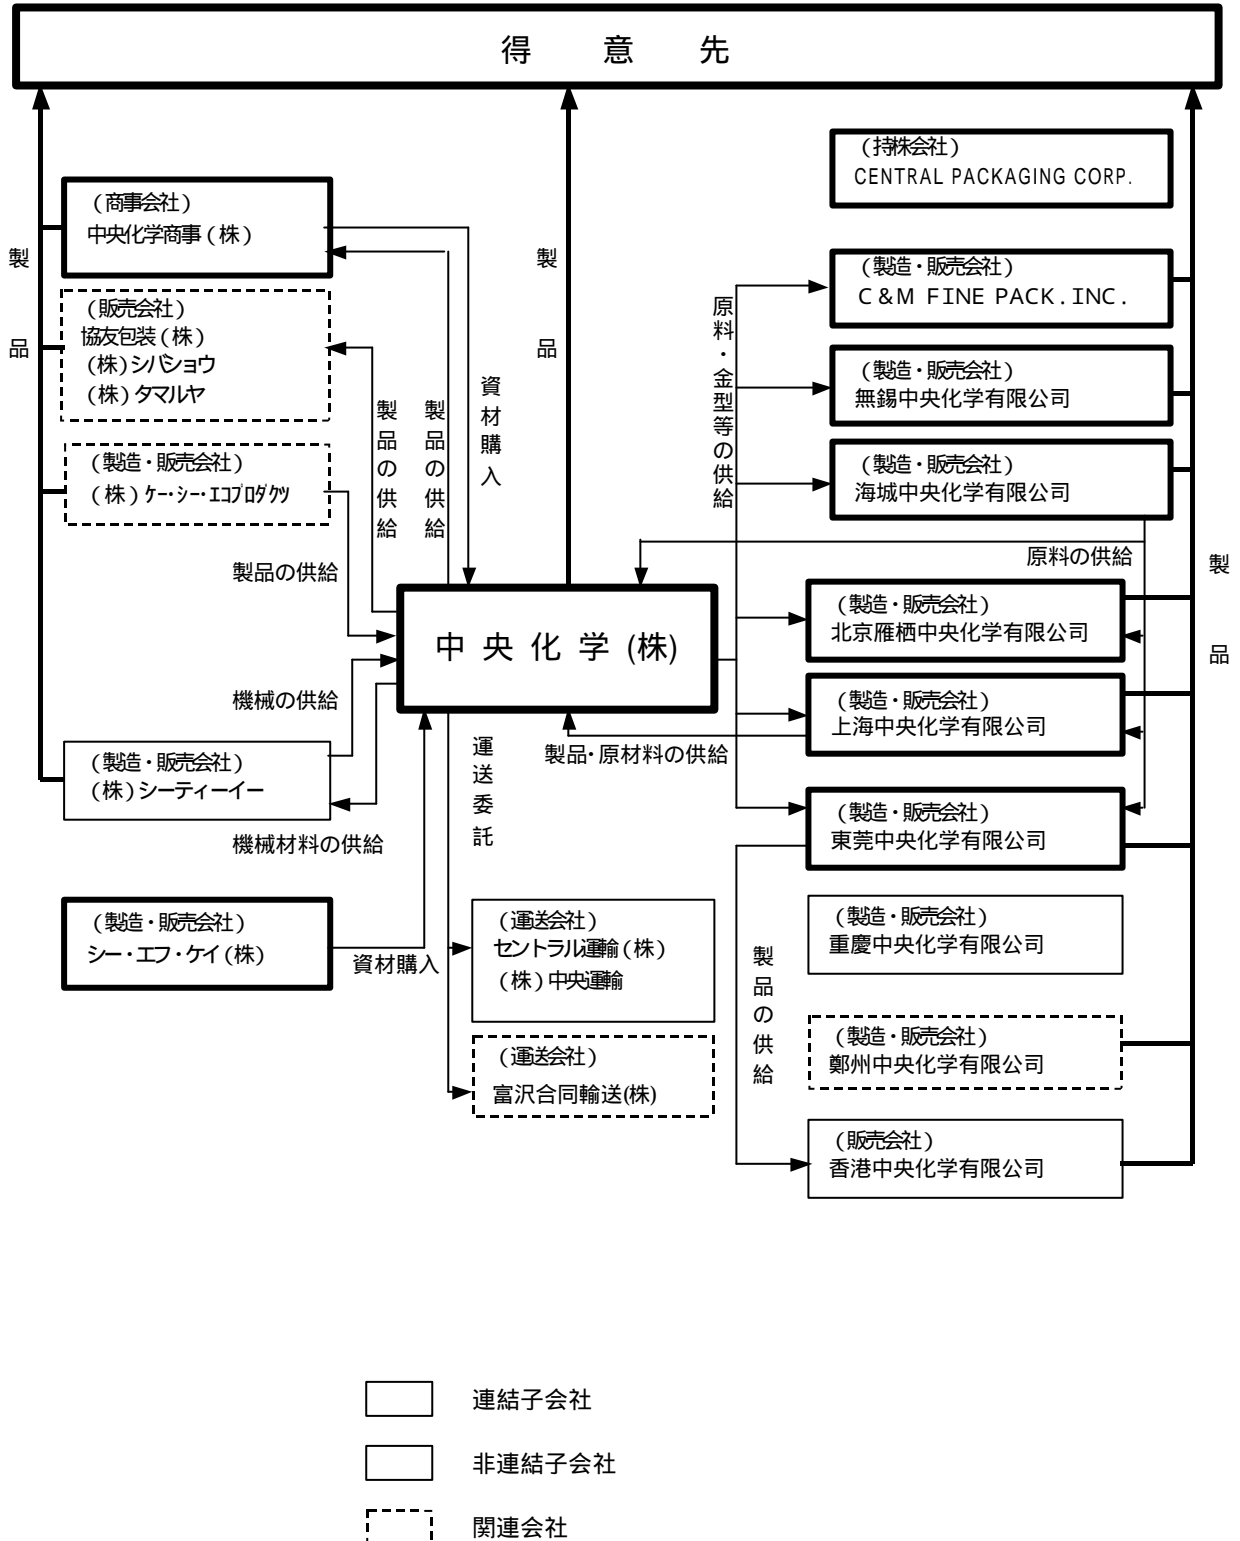 得 意 先
製品
製品
製品
(持株会社)
CENTRAL PACKAGING CORP.
(商事会社)
中央化学商事(株)
(販売会社)
協友包装(株)
(株)シバショウ
(株)タマルヤ
(製造・販売会社)
(株)ケー・シー・エコプロダクツ
製品の供給
製品の供給
資材購入
原料・金型等の供給
(製造・販売会社)
C&M FINE PACK.INC.
(製造・販売会社)
無錫中央化学有限公司
(製造・販売会社)
海城中央化学有限公司
原料の供給
製品の供給
中 央 化 学 (株)
(製造・販売会社)
北京雁栖中央化学有限公司
機械の供給
(製造・販売会社)
上海中央化学有限公司
製品・原材料の供給
運送委託
(製造・販売会社)
(株)シーティーイー
機械材料の供給
(製造・販売会社)
東莞中央化学有限公司
(製造・販売会社)
シー・エフ・ケイ(株)
資材購入
(運送会社)
セントラル運輸(株)
(株)中央運輸
(運送会社)
富沢合同輸送(株)
製品の供給
(製造・販売会社)
重慶中央化学有限公司
(製造・販売会社)
鄭州中央化学有限公司
(販売会社)
香港中央化学有限公司
連結子会社
非連結子会社
関連会社